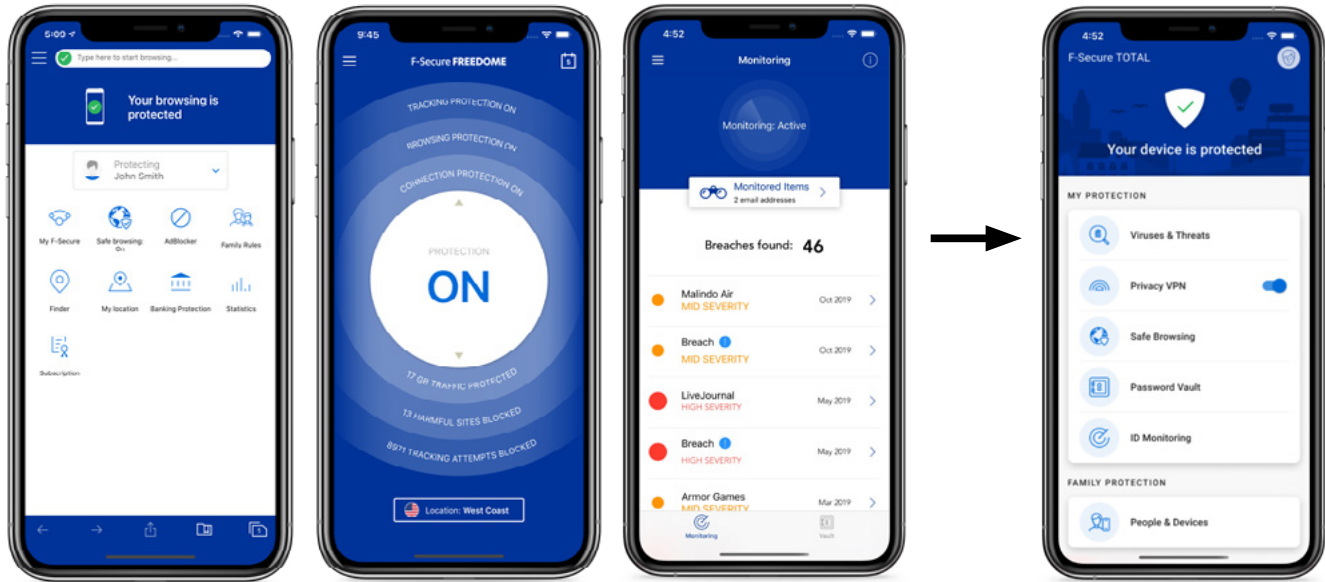 5:00
Type here to start browsing...
Your browsing is
protected
Protecting
John Smith
My F-Secure
Safe browsing:
On
AdBlocker
Family Rules
Finder
My location
Banking Protection
Statistics
Subscription
1
9:45
F-Secure FREEDOME
5
TRACKING PROTECTION ON
BROWSING PROTECTION ON
CONNECTION PROTECTION ON
PROTECTION
ON
17 GB TRAFFIC PROTECTED
13 HARMFUL SITES BLOCKED
8971 TRACKING ATTEMPTS BLOCKED
Location: West Coast
4:52
Monitoring
Monitoring: Active
Monitored Items
2 email addresses
Breaches found: 46
Malindo Air
MID SEVERITY
Oct 2019
Breach
MID SEVERITY
Oct 2019
LiveJournal
HIGH SEVERITY
May 2019
Breach
HIGH SEVERITY
May 2019
Armor Games
MID SEVERITY
Mar 2019
Monitoring
Vault
4:52
F-Secure TOTAL
Your device is protected
MY PROTECTION
Viruses & Threats
Privacy VPN
Safe Browsing
Password Vault
ID Monitoring
FAMILY PROTECTION
People & Devices